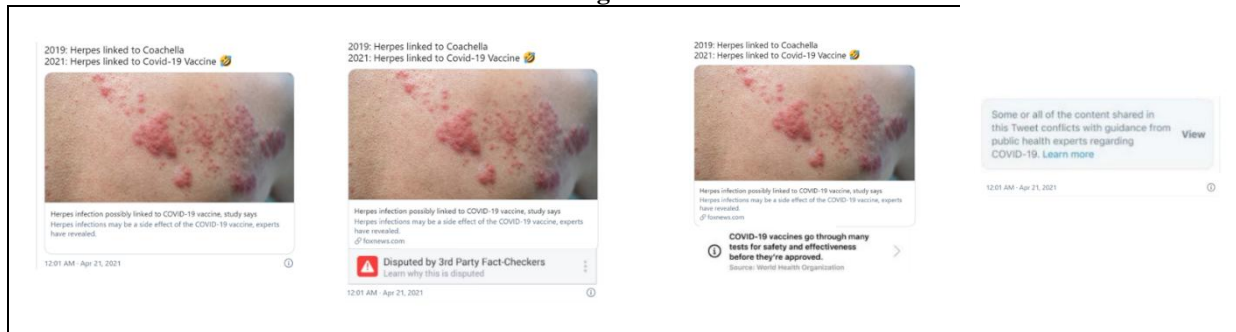 2019: Herpes linked to Coachella
2021: Herpes linked to Covid-19 Vaccine 🤣
Herpes infection possibly linked to COVID-19 vaccine, study says
Herpes infections may be a side effect of the COVID-19 vaccine, experts
have revealed.
12:01 AM · Apr 21, 2021
2019: Herpes linked to Coachella
2021: Herpes linked to Covid-19 Vaccine 🤣
Herpes infection possibly linked to COVID-19 vaccine, study says
Herpes infections may be a side effect of the COVID-19 vaccine, experts
have revealed.
foxnews.com
Disputed by 3rd Party Fact-Checkers
Learn why this is disputed
12:01 AM · Apr 21, 2021
2019: Herpes linked to Coachella
2021: Herpes linked to Covid-19 Vaccine 🤣
Herpes infection possibly linked to COVID-19 vaccine, study says
Herpes infections may be a side effect of the COVID-19 vaccine, experts
have revealed.
foxnews.com
COVID-19 vaccines go through many
tests for safety and effectiveness
before they're approved.
Source: World Health Organization
Some or all of the content shared in
this Tweet conflicts with guidance from
public health experts regarding
COVID-19. Learn more
View
12:01 AM · Apr 21, 2021